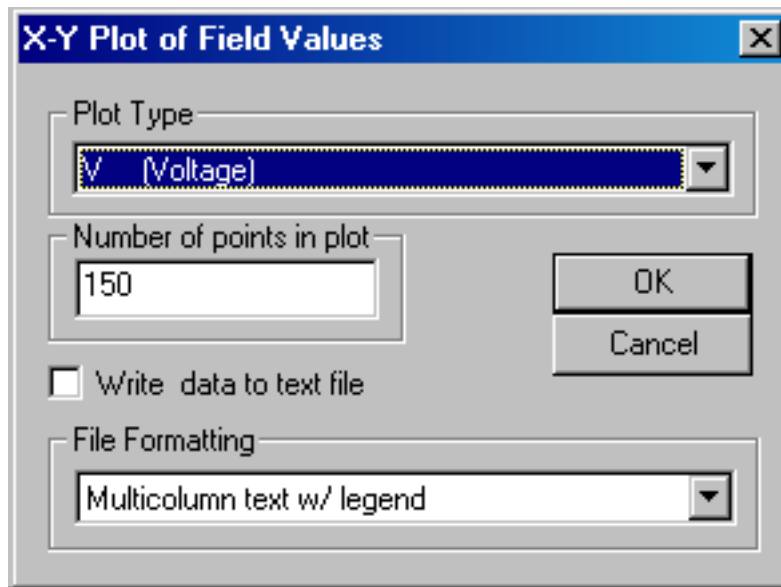 X-Y Plot of Field Values
Plot Type
V (Voltage)
Number of points in plot
150
OK
Cancel
Write data to text file
File Formatting
Multicolumn text w/ legend